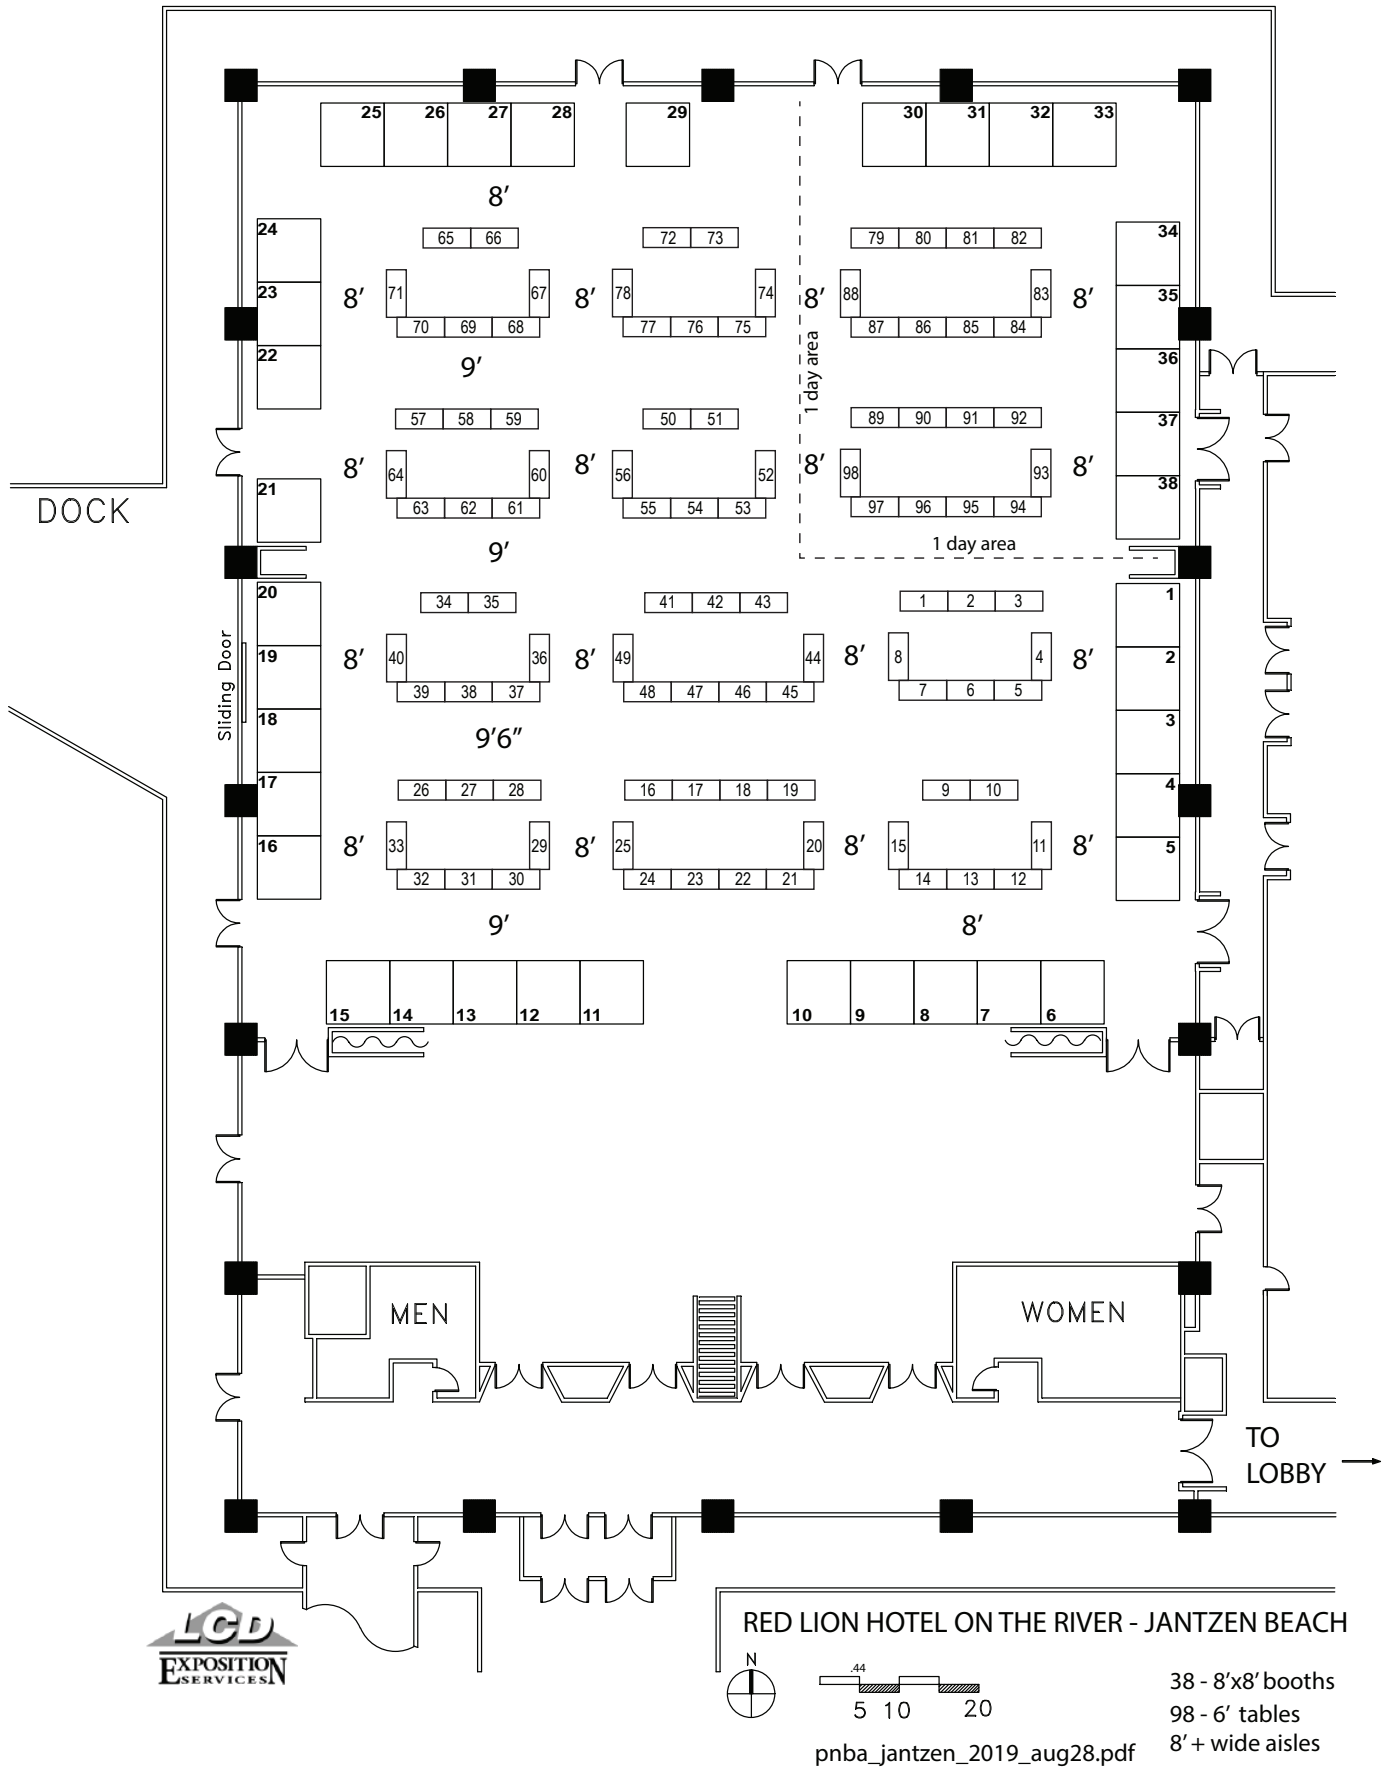 25 26 27 28 29 30 31 32 33
8’
24 65 66 72 73 79 80 81 82 34
23 8’ 71 67 8’ 78 74 8’ 88 83 8’ 35
70 69 68 77 76 75 87 86 85 84
22 9’ 1 day area 36
57 58 59 50 51 89 90 91 92 37
8’ 64 60 8’ 56 52 8’ 98 93 8’
21 63 62 61 55 54 53 97 96 95 94 38
DOCK
9’ 1 day area
20 34 35 41 42 43 1 2 3 1
Sliding Door
19 8’ 40 36 8’ 49 44 8’ 8 4 8’ 2
39 38 37 48 47 46 45 7 6 5
18 9’6” 3
17 26 27 28 16 17 18 19 9 10 4
16 8’ 33 29 8’ 25 20 8’ 15 11 8’ 5
32 31 30 24 23 22 21 14 13 12
9’ 8’
15 14 13 12 11 10 9 8 7 6
MEN WOMEN
TO
LOBBY
LCD
EXPOSITION
SERVICES
RED LION HOTEL ON THE RIVER - JANTZEN BEACH
N
.44
5 10 20
38 - 8’x8’ booths
98 - 6’ tables
8’ + wide aisles
pnba_jantzen_2019_aug28.pdf